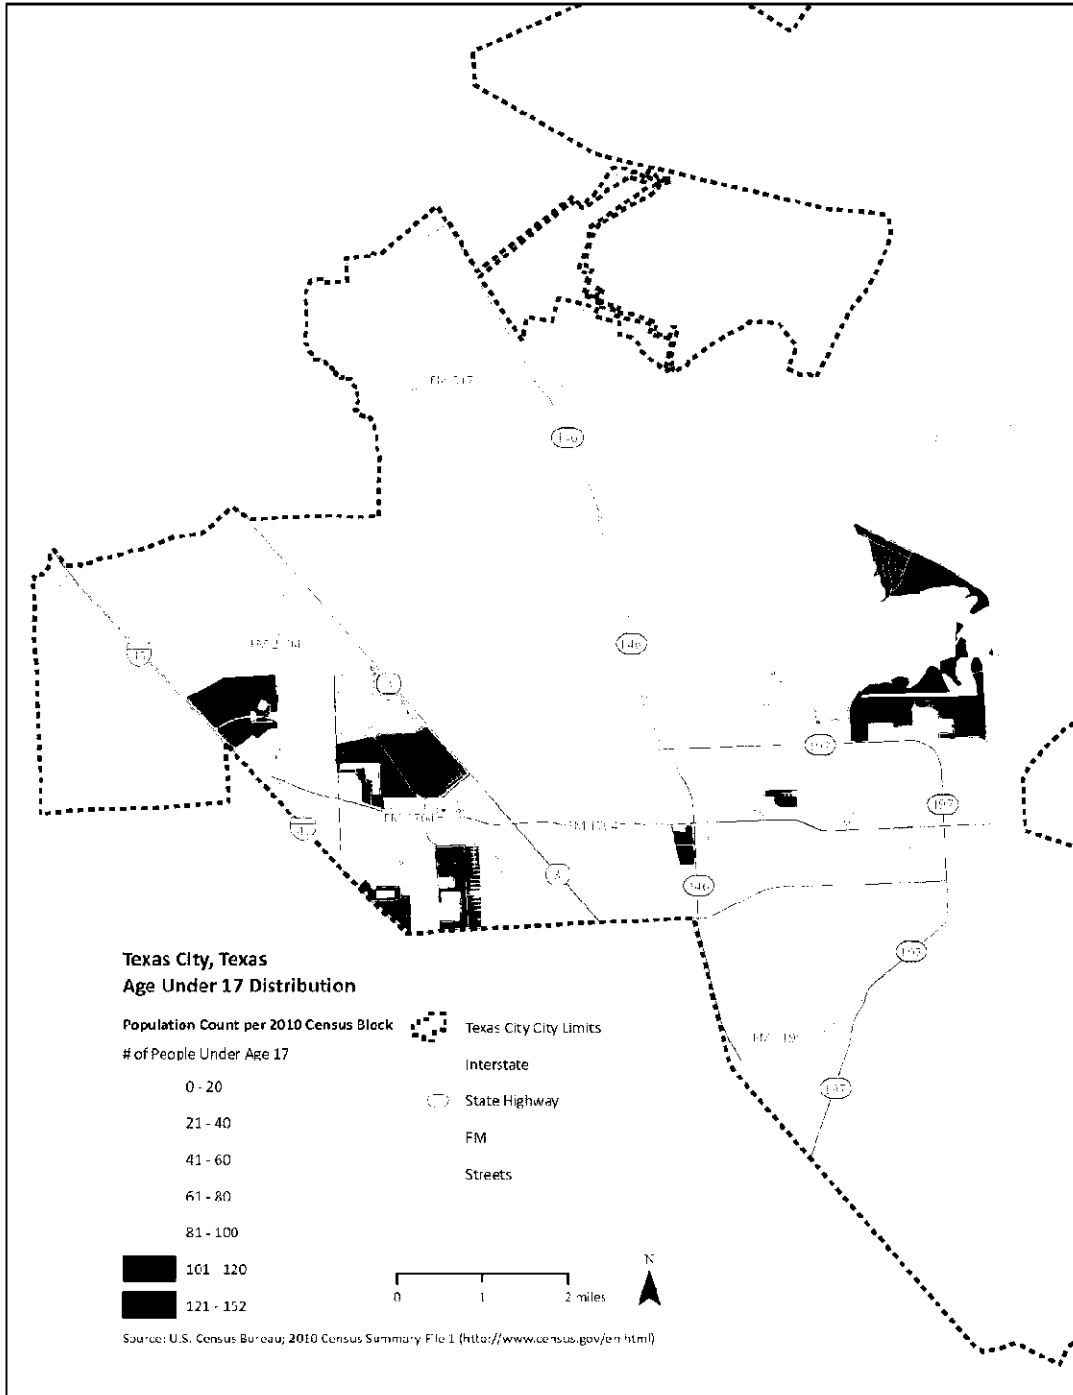 146
146
3
197
146
3
197
197
Texas City, Texas
Age Under 17 Distribution
Population Count per 2010 Census Block
# of People Under Age 17
0 - 20
21 - 40
41 - 60
61 - 80
81 - 100
101 - 120
121 - 152
Texas City City Limits
Interstate
State Highway
FM
Streets
0 1 2 miles
N
Source: U.S. Census Bureau; 2010 Census Summary File 1